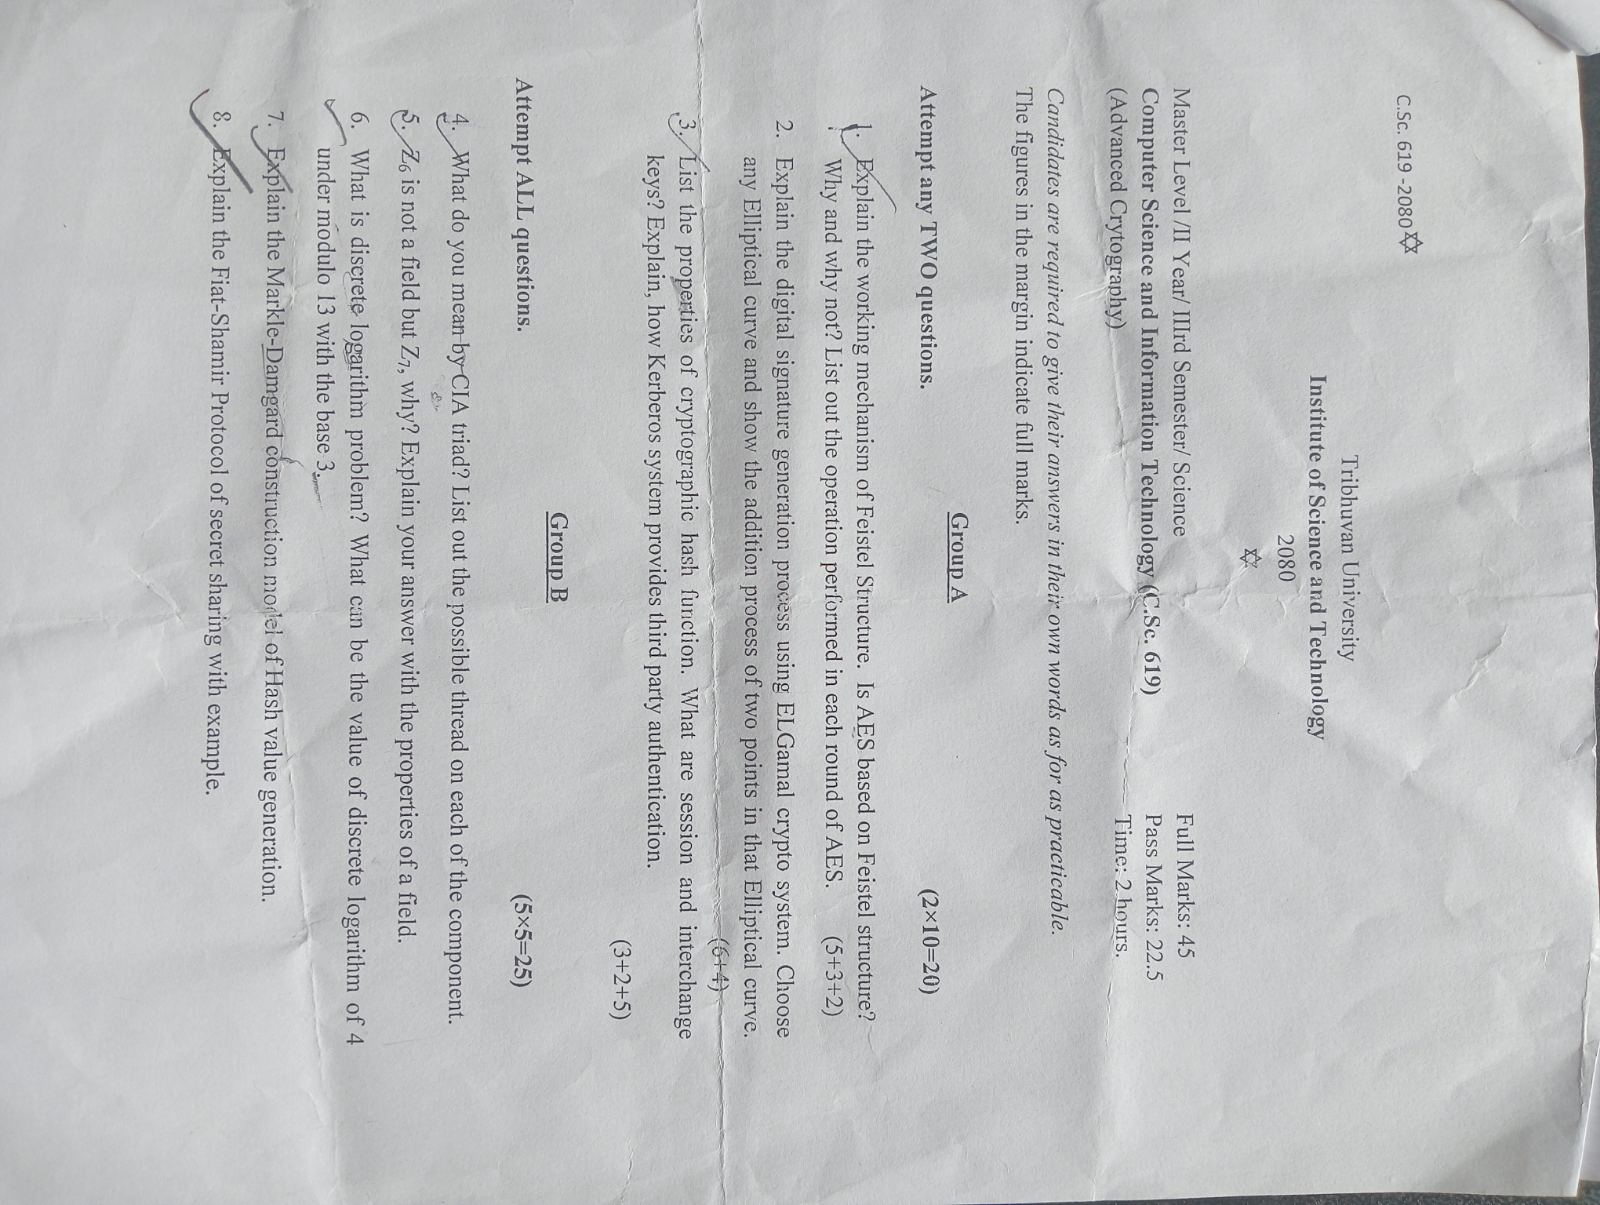 C.Sc. 619 -2080✡
Tribhuvan University
Institute of Science and Technology
2080
✡
Master Level /II Year/ IIIrd Semester/ Science
Full Marks: 45
Computer Science and Information Technology (C.Sc. 619)
Pass Marks: 22.5
(Advanced Crytography)
Time: 2 hours.
Candidates are required to give their answers in their own words as for as practicable.
The figures in the margin indicate full marks.
Group A
Attempt any TWO questions. (2×10=20)
1. Explain the working mechanism of Feistel Structure. Is AES based on Feistel structure?
Why and why not? List out the operation performed in each round of AES. (5+3+2)
2. Explain the digital signature generation process using ELGamal crypto system. Choose
any Elliptical curve and show the addition process of two points in that Elliptical curve.
(6+4)
3. List the properties of cryptographic hash function. What are session and interchange
keys? Explain, how Kerberos system provides third party authentication.
(3+2+5)
Group B
Attempt ALL questions. (5×5=25)
4. What do you mean by CIA triad? List out the possible thread on each of the component.
5. Z₆ is not a field but Z₇, why? Explain your answer with the properties of a field.
6. What is discrete logarithm problem? What can be the value of discrete logarithm of 4
under modulo 13 with the base 3.
7. Explain the Markle-Damgard construction model of Hash value generation.
8. Explain the Fiat-Shamir Protocol of secret sharing with example.